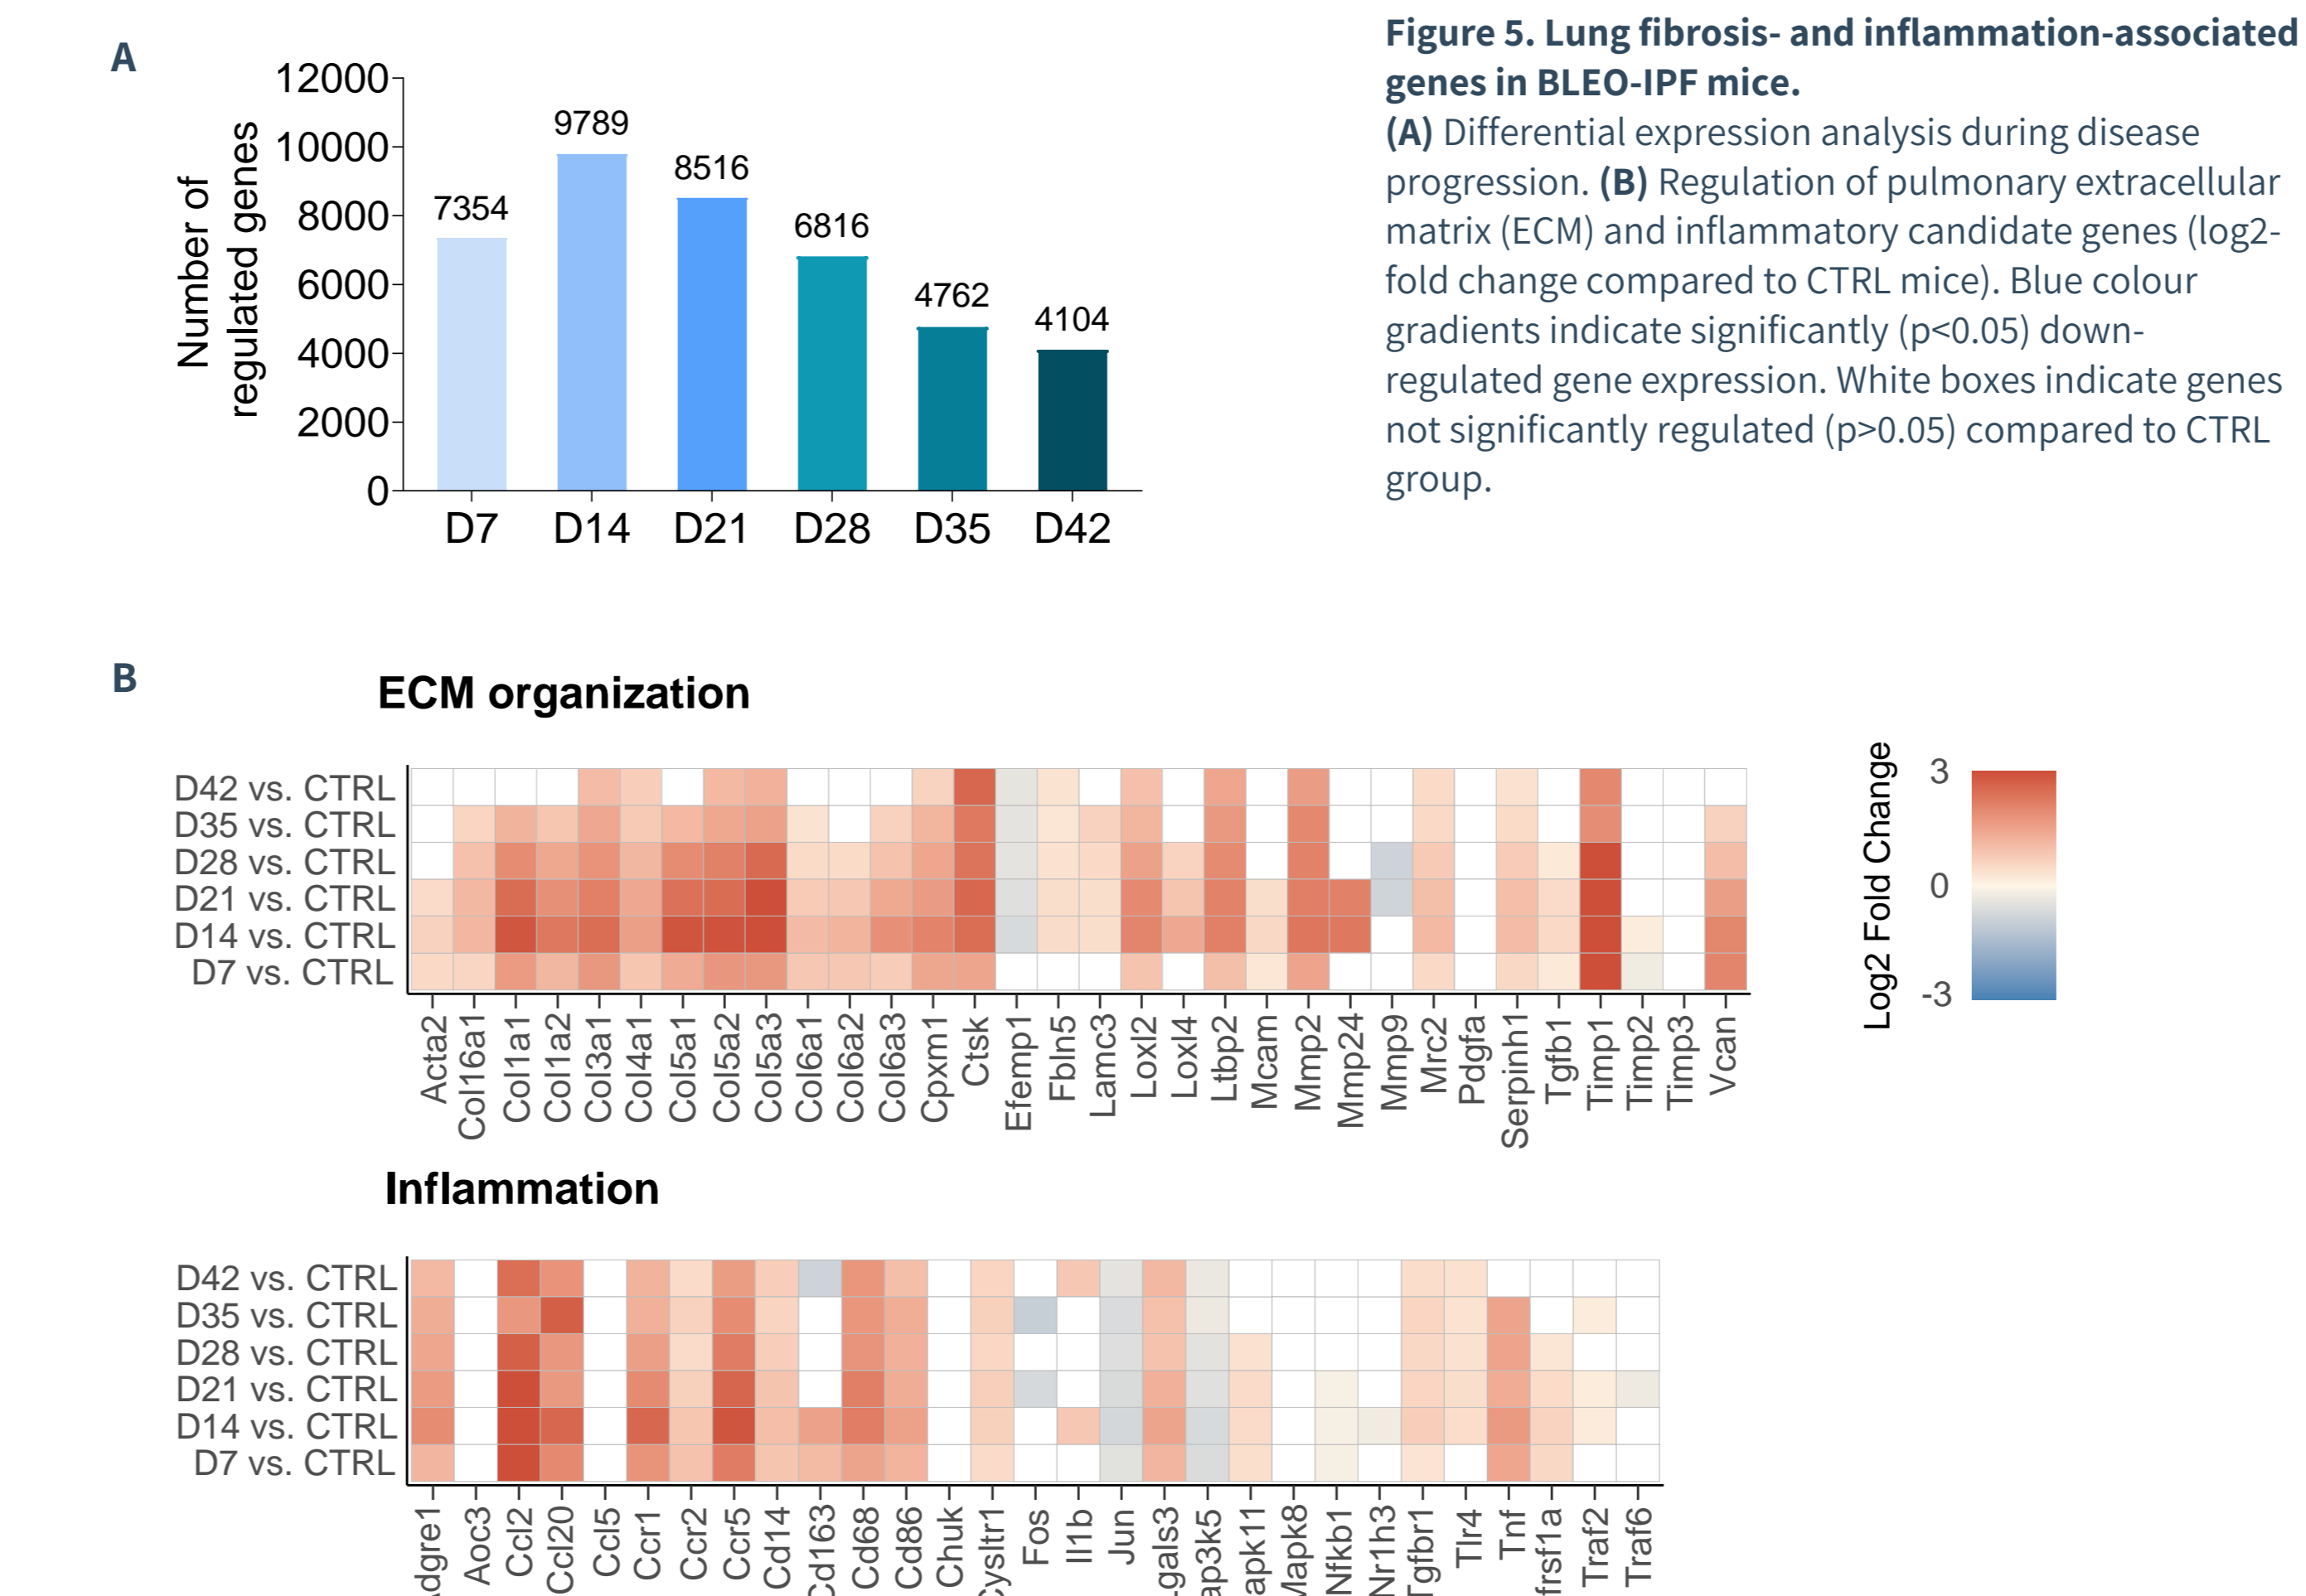 A
12000
10000
8000
6000
4000
2000
0
Number of
regulated genes
7354
9789
8516
6816
4762
4104
D7
D14
D21
D28
D35
D42
Figure 5. Lung fibrosis- and inflammation-associated
genes in BLEO-IPF mice.
(A) Differential expression analysis during disease
progression. (B) Regulation of pulmonary extracellular
matrix (ECM) and inflammatory candidate genes (log2-
fold change compared to CTRL mice). Blue colour
gradients indicate significantly (p<0.05) down-
regulated gene expression. White boxes indicate genes
not significantly regulated (p>0.05) compared to CTRL
group.
B
ECM organization
D42 vs. CTRL
D35 vs. CTRL
D28 vs. CTRL
D21 vs. CTRL
D14 vs. CTRL
D7 vs. CTRL
Acta2
Col16a1
Col1a1
Col1a2
Col3a1
Col4a1
Col5a1
Col5a2
Col5a3
Col6a1
Col6a2
Col6a3
Cpxm1
Ctsk
Efemp1
Fbln5
Lamc3
Loxl2
Loxl4
Ltbp2
Mcam
Mmp2
Mmp24
Mmp9
Mrc2
Pdgfa
Serpinh1
Tgfb1
Timp1
Timp2
Timp3
Vcan
Log2 Fold Change
3
0
-3
Inflammation
D42 vs. CTRL
D35 vs. CTRL
D28 vs. CTRL
D21 vs. CTRL
D14 vs. CTRL
D7 vs. CTRL
dgre1
Aoc3
Ccl2
Ccl20
Ccl5
Ccr1
Ccr2
Ccr5
Cd14
Cd163
Cd68
Cd86
Chuk
Cysltr1
Fos
Il1b
Jun
gals3
ap3k5
apk11
Mapk8
Nfkb1
Nr1h3
Tgfbr1
Tlr4
Tnf
frsf1a
Traf2
Traf6